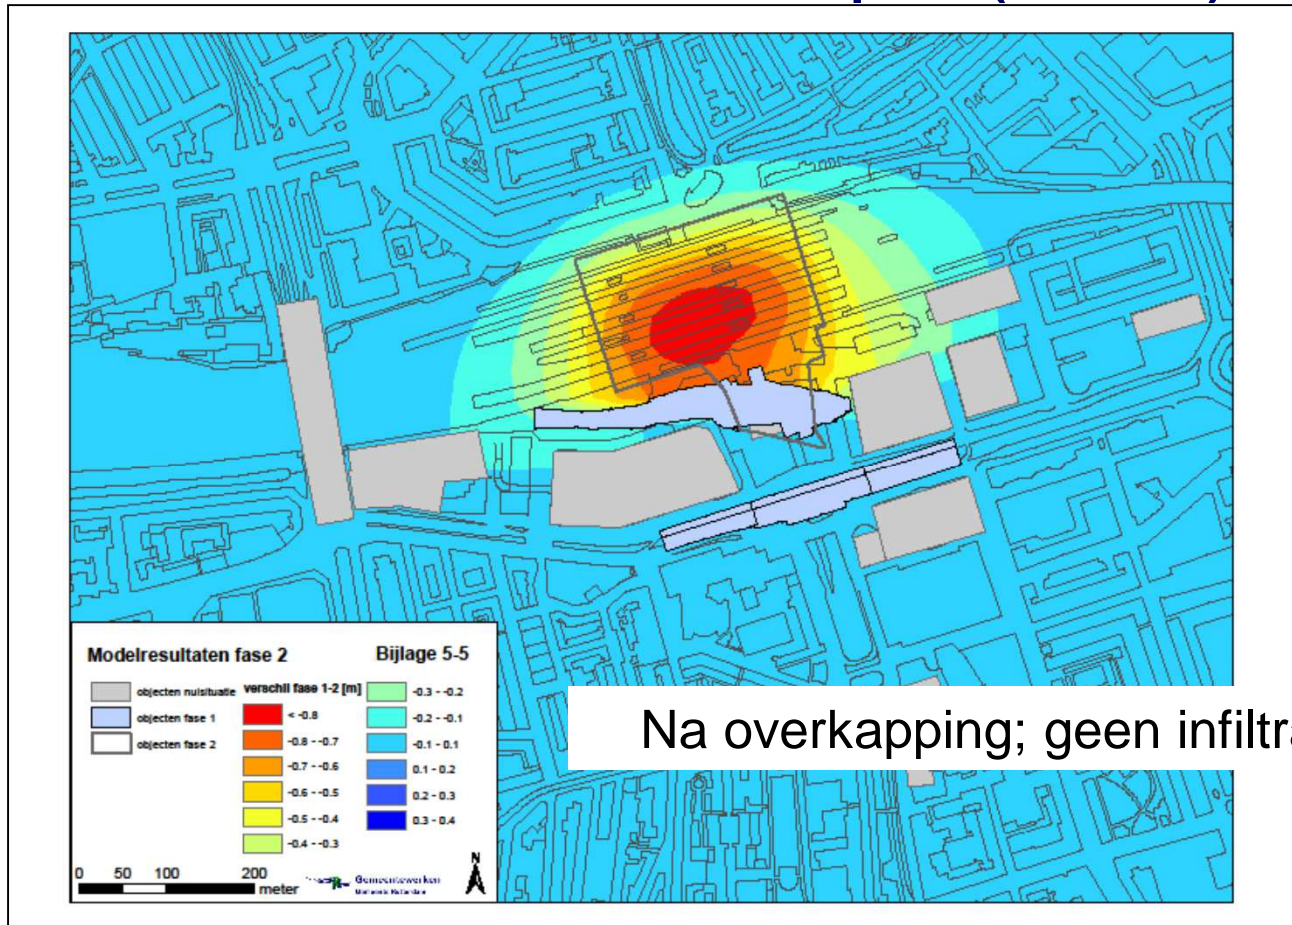 Modelresultaten fase 2
Bijlage 5-5
objecten nulsituatie
objecten fase 1
objecten fase 2
verschil fase 1-2 [m]
< -0.8
-0.8 - -0.7
-0.7 - -0.6
-0.6 - -0.5
-0.5 - -0.4
-0.4 - -0.3
-0.3 - -0.2
-0.2 - -0.1
-0.1 - 0.1
0.1 - 0.2
0.2 - 0.3
0.3 - 0.4
0 50 100 200
meter
Gemeentewerken
Gemeente Rotterdam
N
Na overkapping; geen